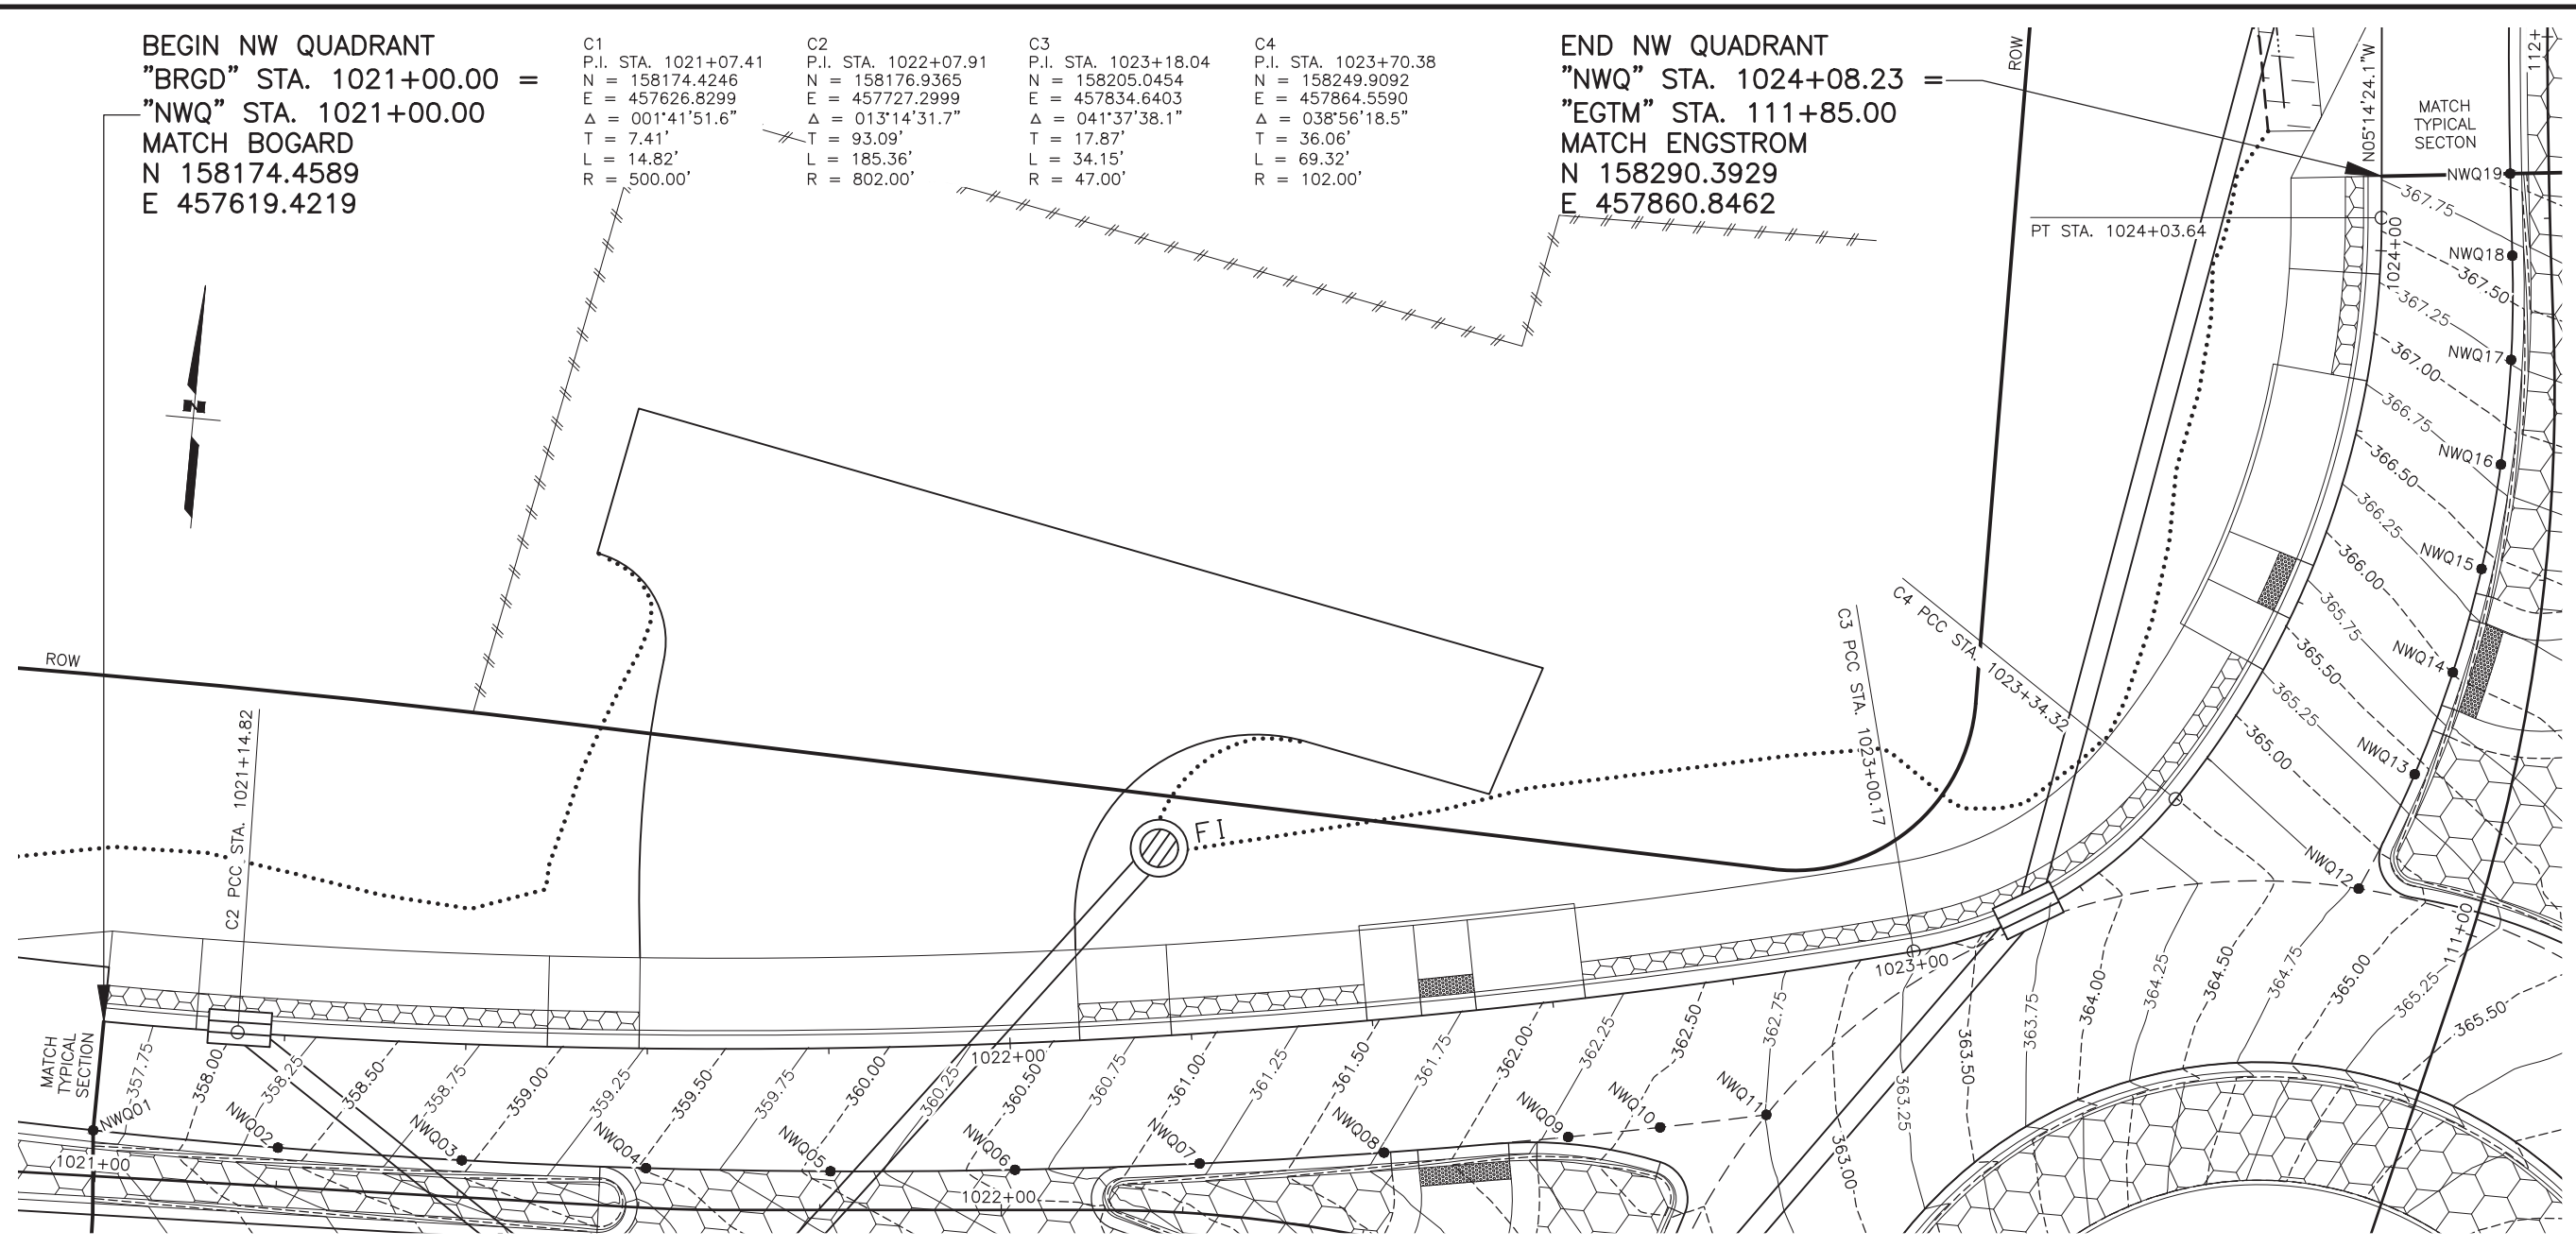 BEGIN NW QUADRANT
"BRGD" STA. 1021+00.00 =
"NWQ" STA. 1021+00.00
MATCH BOGARD
N 158174.4589
E 457619.4219
C1
P.I. STA. 1021+07.41
N = 158174.4246
E = 457626.8299
Δ = 001°41'51.6"
T = 7.41'
L = 14.82'
R = 500.00'
C2
P.I. STA. 1022+07.91
N = 158176.9365
E = 457727.2999
Δ = 013°14'31.7"
T = 93.09'
L = 185.36'
R = 802.00'
C3
P.I. STA. 1023+18.04
N = 158205.0454
E = 457834.6403
Δ = 041°37'38.1"
T = 17.87'
L = 34.15'
R = 47.00'
C4
P.I. STA. 1023+70.38
N = 158249.9092
E = 457864.5590
Δ = 038°56'18.5"
T = 36.06'
L = 69.32'
R = 102.00'
END NW QUADRANT
"NWQ" STA. 1024+08.23 =
"EGTM" STA. 111+85.00
MATCH ENGSTROM
N 158290.3929
E 457860.8462
ROW
N05°14'24.1"W
112+
MATCH
TYPICAL
SECTON
NWQ19
367.75
PT STA. 1024+03.64
1024+00
NWQ18
367.50
367.25
NWQ17
367.00
366.75
NWQ16
366.50
366.25
NWQ15
366.00
365.75
NWQ14
365.50
365.25
NWQ13
365.00
NWQ12
N
ROW
C2 PCC STA. 1021+14.82
F.I
C3 PCC STA. 1023+00.17
C4 PCC STA. 1023+34.32
MATCH
TYPICAL
SECTION
NWQ01
357.75
358.00
NWQ02
358.25
358.50
NWQ03
358.75
359.00
NWQ04
359.25
359.50
NWQ05
359.75
360.00
360.25
NWQ06
360.50
1022+00
360.75
NWQ07
361.00
361.25
NWQ08
361.50
361.75
362.00
NWQ09
362.25
NWQ10
362.50
NWQ11
362.75
363.00
1023+00
363.25
363.50
363.75
364.00
364.25
364.50
364.75
365.00
365.25
111+00
365.50
1021+00
1022+00